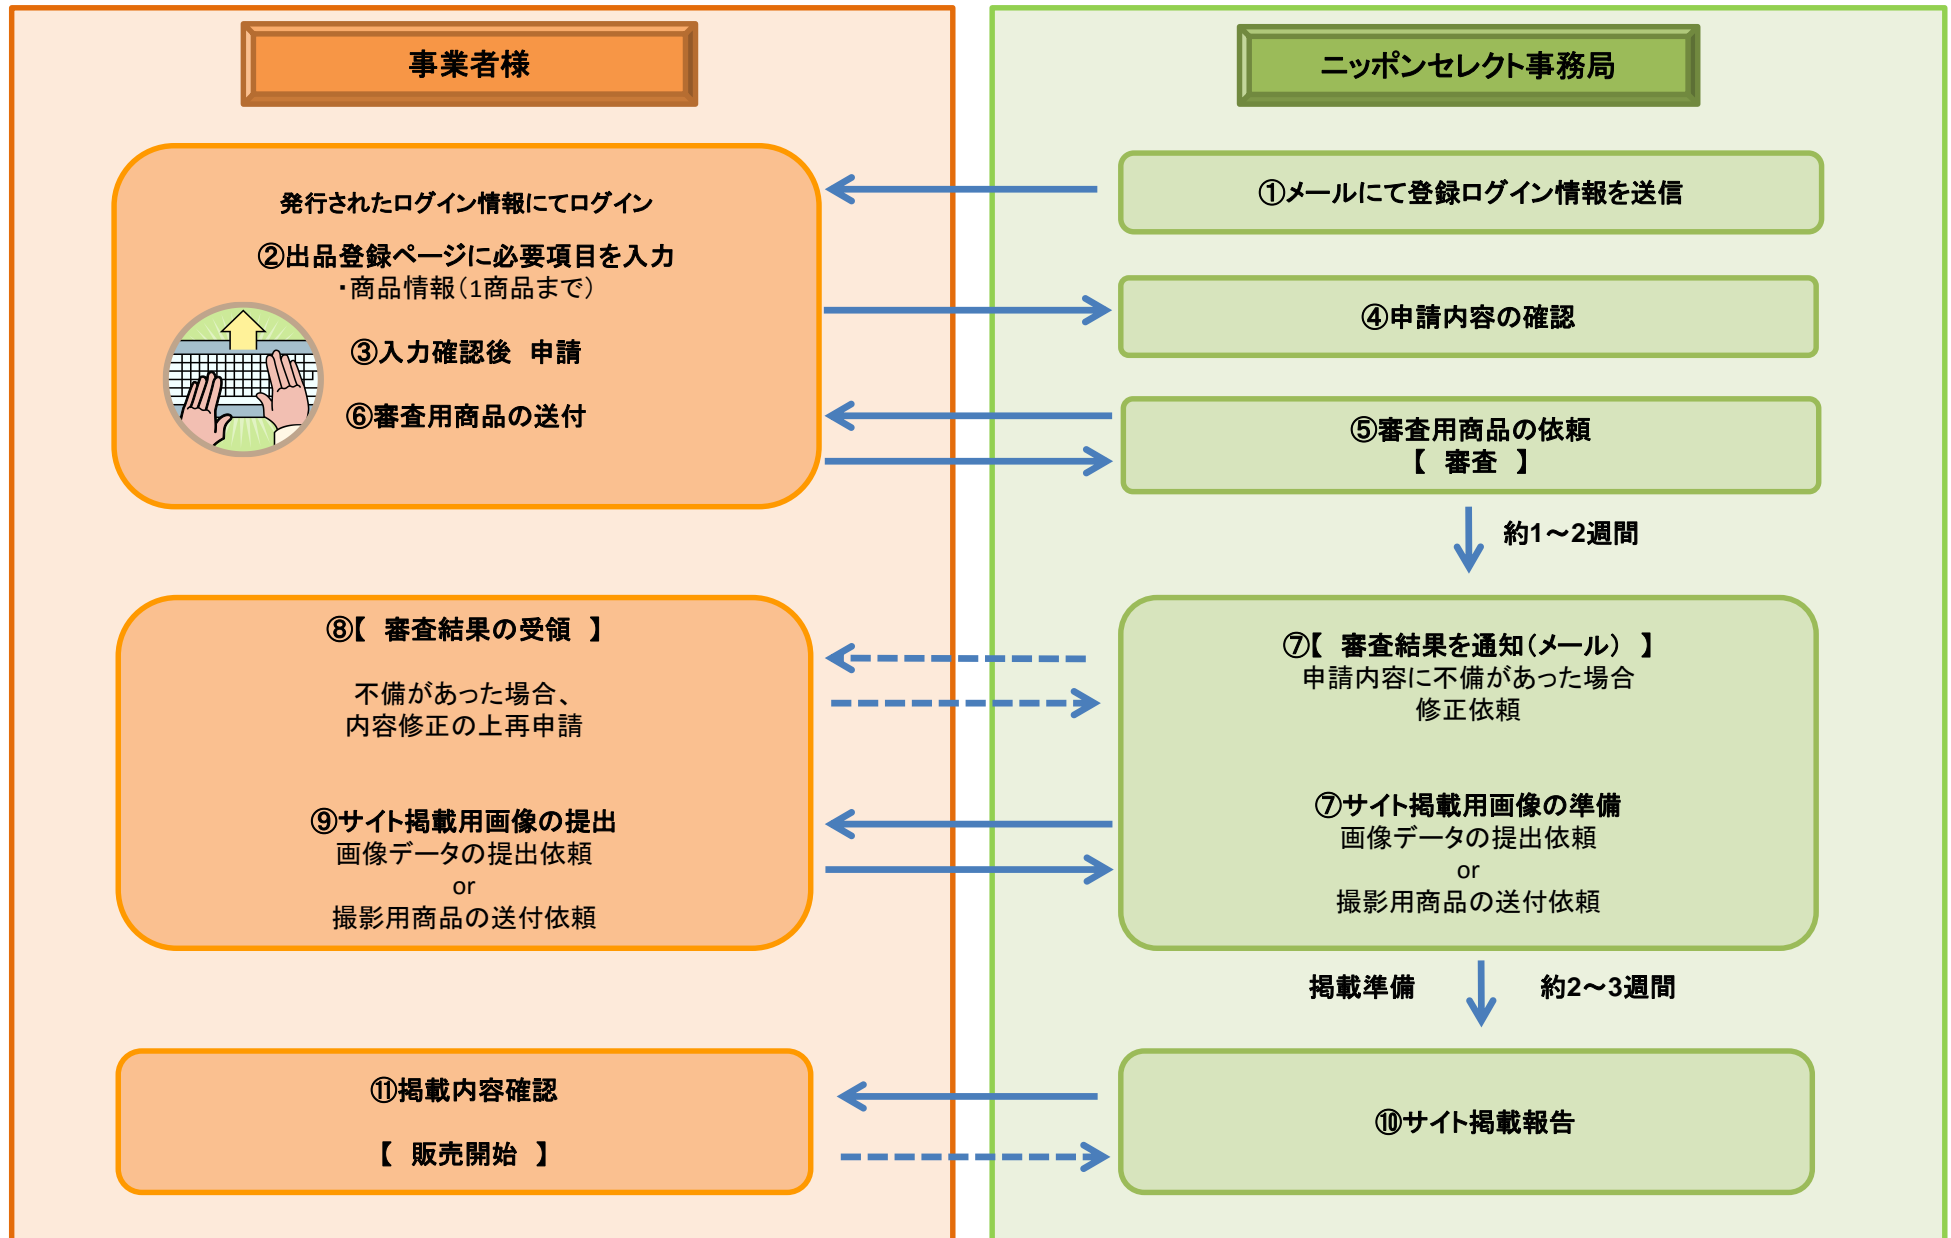 事業者様
発行されたログイン情報にてログイン
②出品登録ページに必要項目を入力
・商品情報（1商品まで）
③入力確認後　申請
⑥審査用商品の送付
⑧【　審査結果の受領　】
不備があった場合、
内容修正の上再申請
⑨サイト掲載用画像の提出
画像データの提出依頼
or
撮影用商品の送付依頼
⑪掲載内容確認
【　販売開始　】
ニッポンセレクト事務局
①メールにて登録ログイン情報を送信
④申請内容の確認
⑤審査用商品の依頼
【　審査　】
約1～2週間
⑦【　審査結果を通知（メール）　】
申請内容に不備があった場合
修正依頼
⑦サイト掲載用画像の準備
画像データの提出依頼
or
撮影用商品の送付依頼
掲載準備　約2～3週間
⑩サイト掲載報告